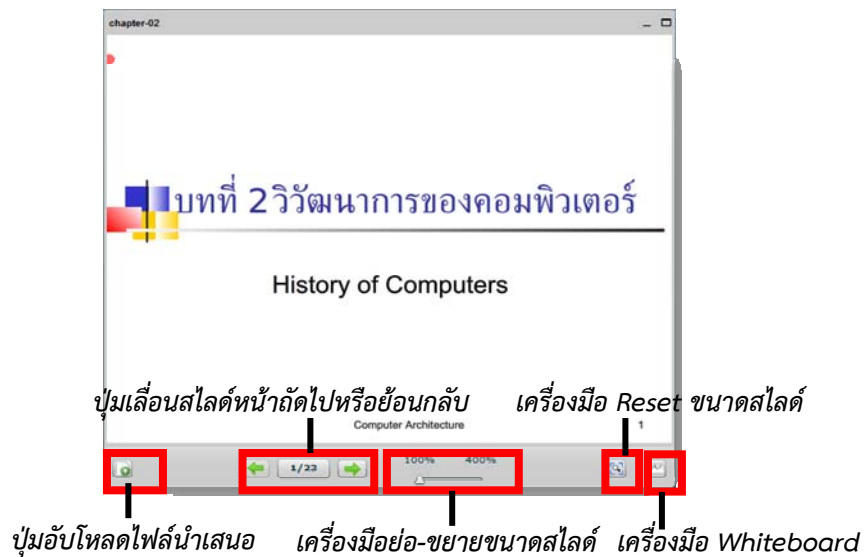 chapter-02
บทที่ 2 วิวัฒนาการของคอมพิวเตอร์
History of Computers
ปุ่มเลื่อนสไลด์หน้าถัดไปหรือย้อนกลับ
เครื่องมือ Reset ขนาดสไลด์
Computer Architecture
1
1/23
100%
400%
ปุ่มอับโหลดไฟล์นำเสนอ
เครื่องมือย่อ-ขยายขนาดสไลด์
เครื่องมือ Whiteboard